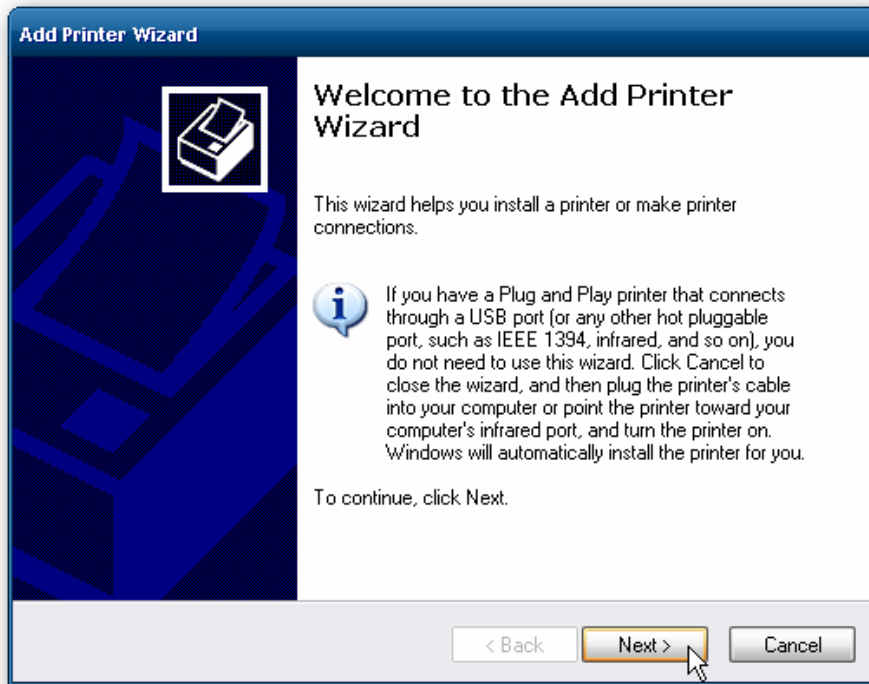 Add Printer Wizard
Welcome to the Add Printer
Wizard
This wizard helps you install a printer or make printer
connections.
If you have a Plug and Play printer that connects
through a USB port (or any other hot pluggable
port, such as IEEE 1394, infrared, and so on), you
do not need to use this wizard. Click Cancel to
close the wizard, and then plug the printer's cable
into your computer or point the printer toward your
computer's infrared port, and turn the printer on.
Windows will automatically install the printer for you.
To continue, click Next.
< Back Next > Cancel